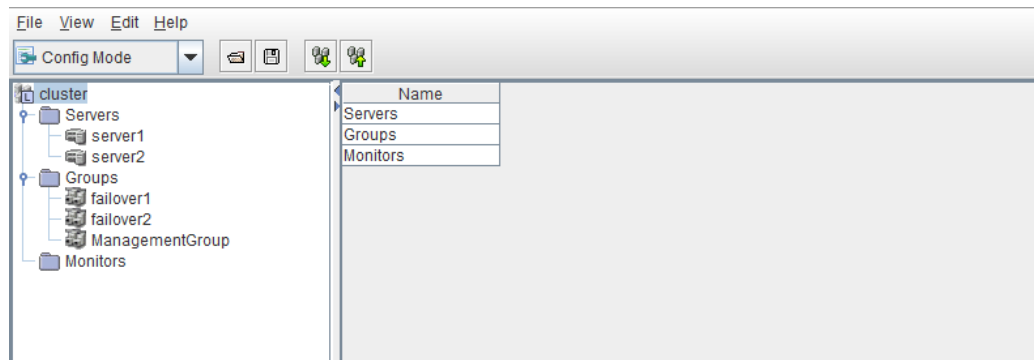 File View Edit Help
Config Mode
cluster
Servers
server1
server2
Groups
failover1
failover2
ManagementGroup
Monitors
Name
Servers
Groups
Monitors